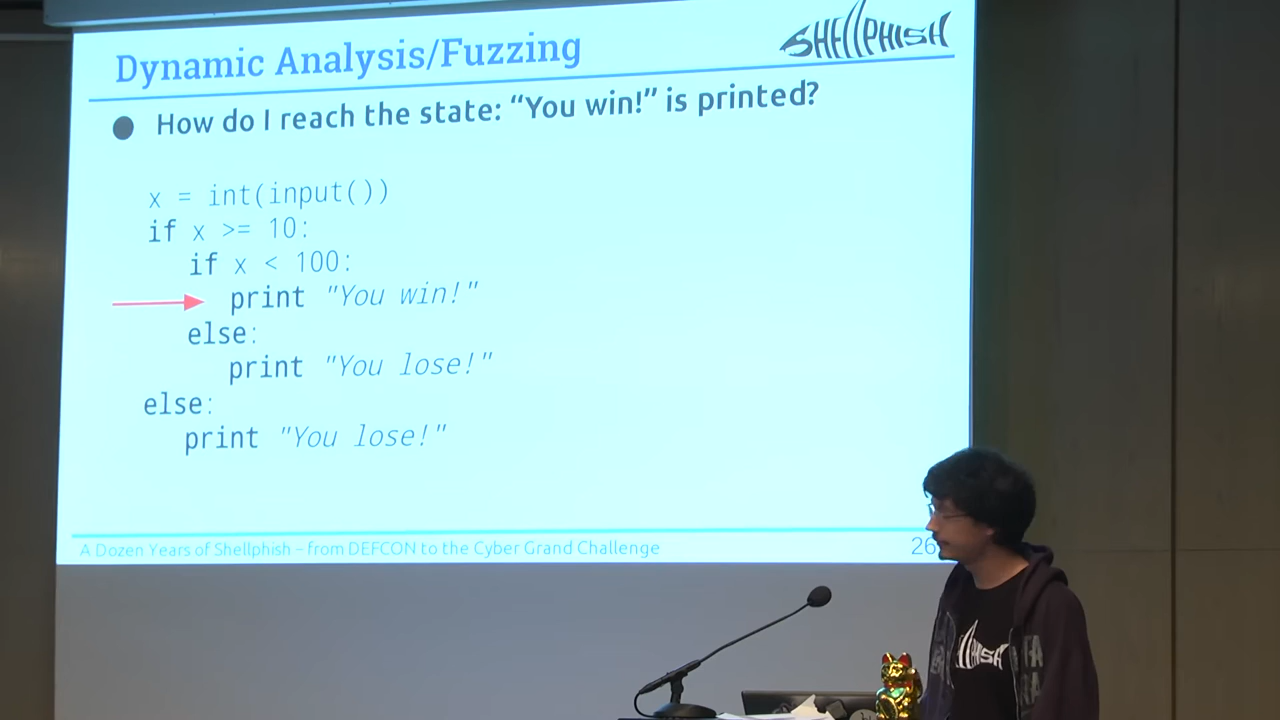 Dynamic Analysis/Fuzzing
SHELLPHISH
How do I reach the state: “You win!” is printed?
x = int(input())
if x >= 10:
if x < 100:
print "You win!"
else:
print "You lose!"
else:
print "You lose!"
A Dozen Years of Shellphish – from DEFCON to the Cyber Grand Challenge
26